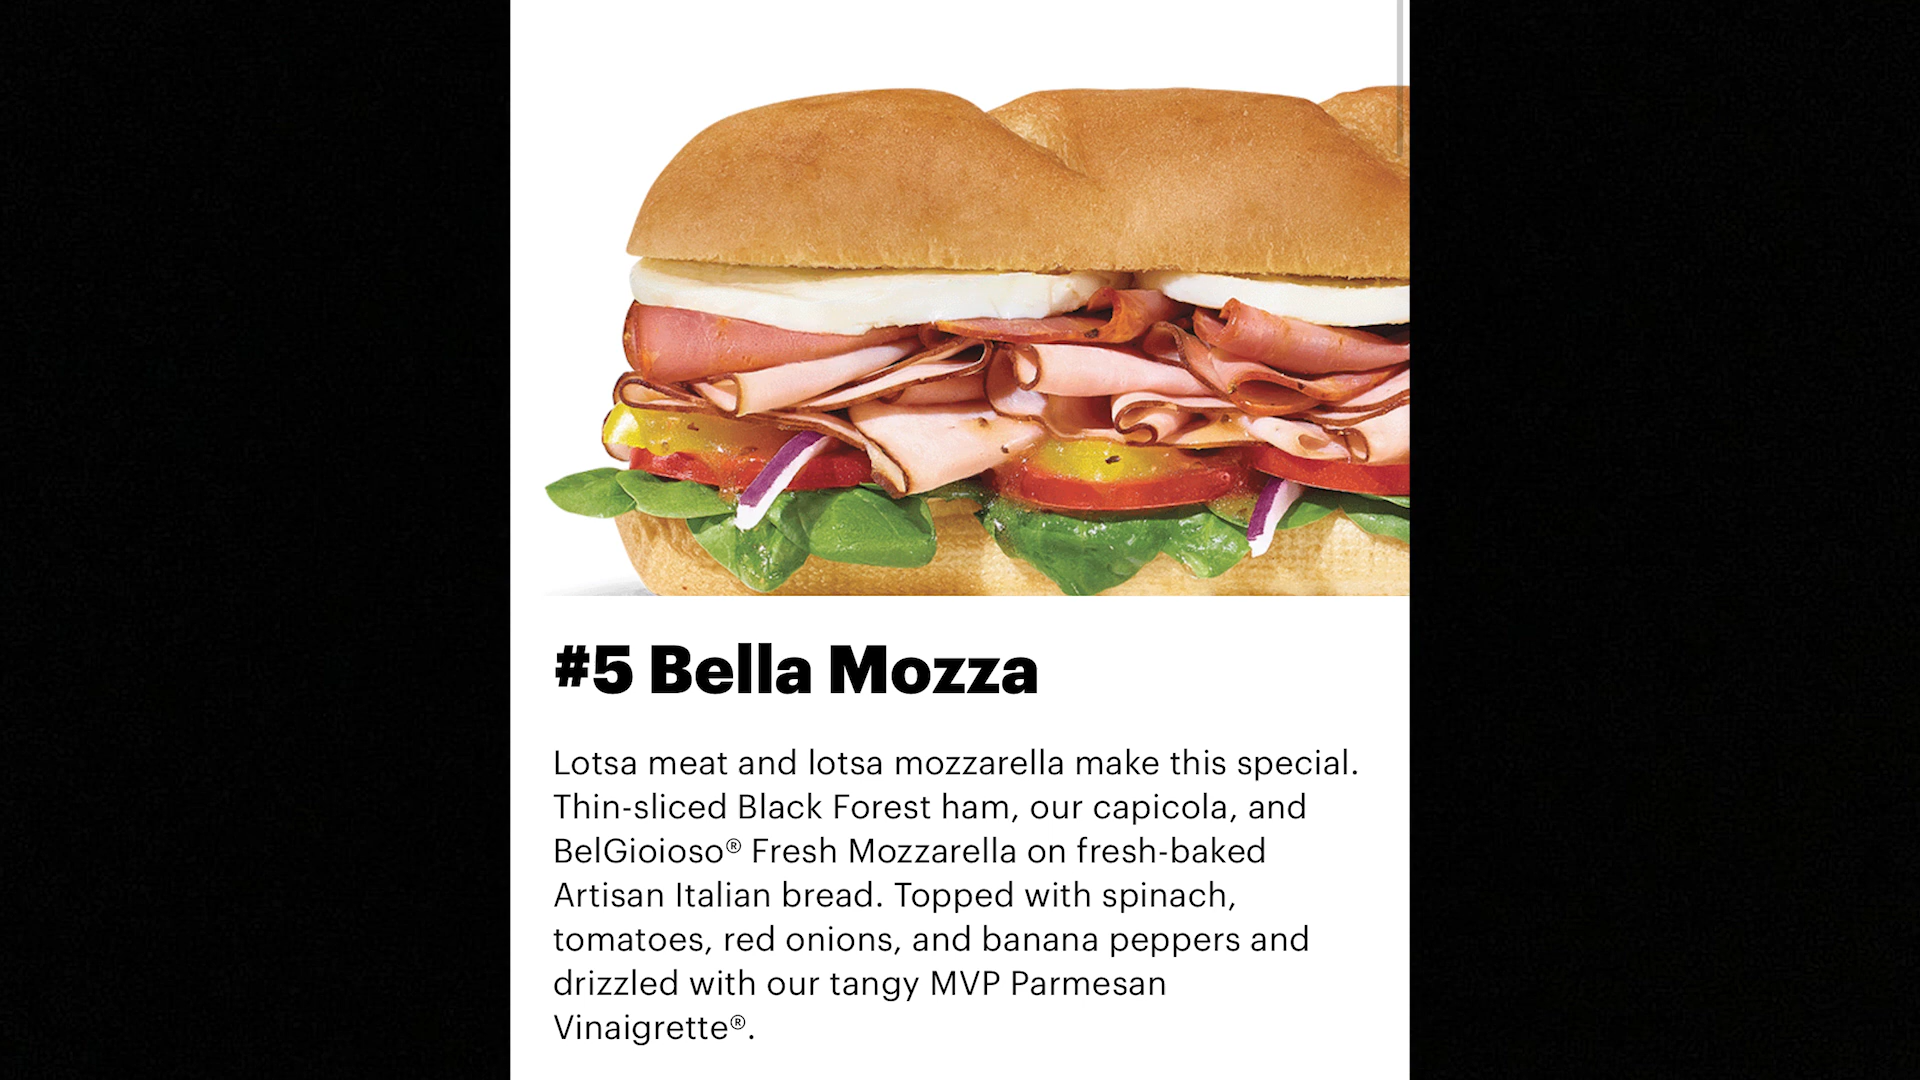 #5 Bella Mozza
Lotsa meat and lotsa mozzarella make this special.
Thin-sliced Black Forest ham, our capicola, and
BelGioioso® Fresh Mozzarella on fresh-baked
Artisan Italian bread. Topped with spinach,
tomatoes, red onions, and banana peppers and
drizzled with our tangy MVP Parmesan
Vinaigrette®.